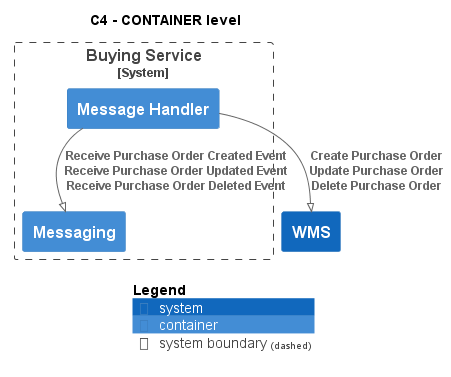 C4 - CONTAINER level
Buying Service
[System]
Message Handler
Receive Purchase Order Created Event
Receive Purchase Order Updated Event
Receive Purchase Order Deleted Event
Create Purchase Order
Update Purchase Order
Delete Purchase Order
Messaging
WMS
Legend
system
container
system boundary (dashed)